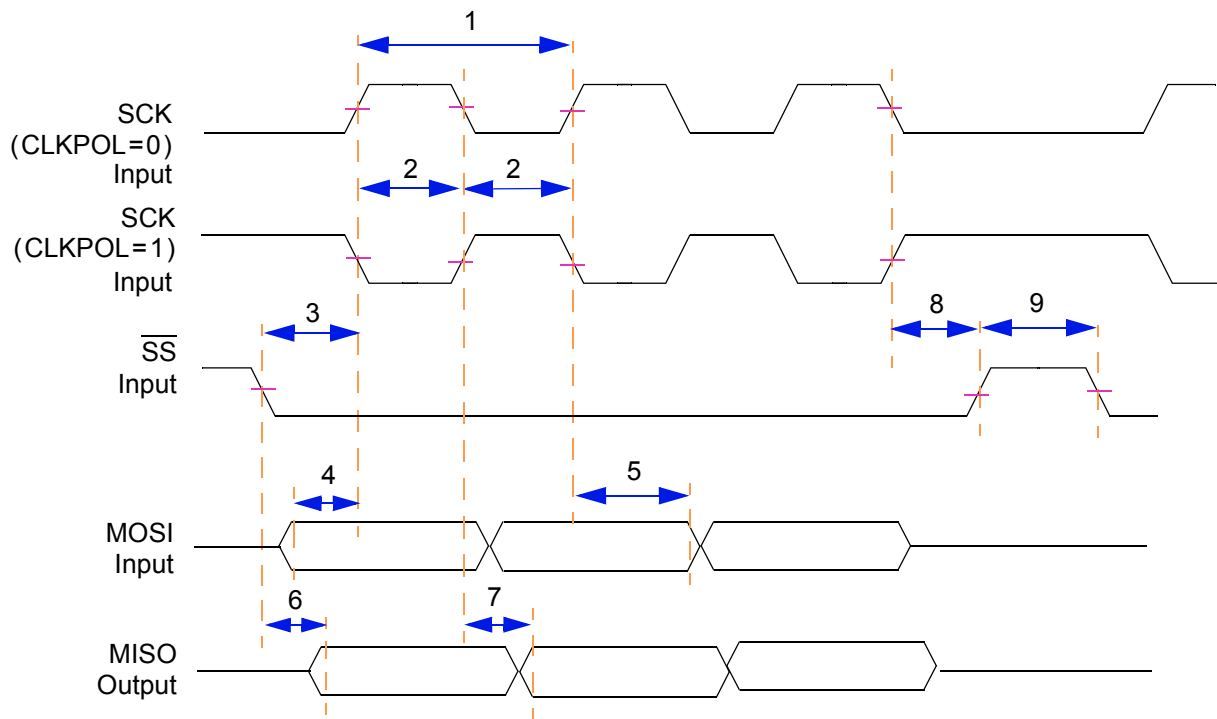 1
SCK
(CLKPOL=0)
Input
2 2
SCK
(CLKPOL=1)
Input
3
8 9
SS
Input
4
5
MOSI
Input
6
7
MISO
Output